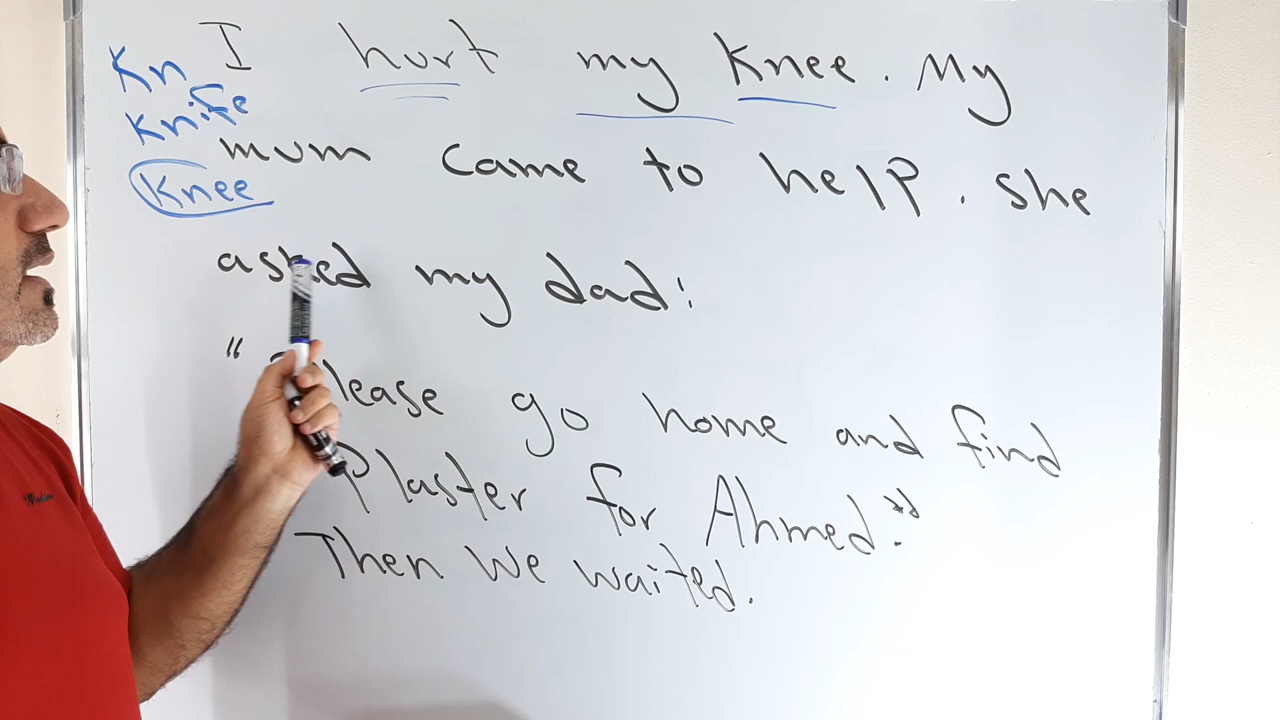 Kn
Knife
Knee
I hurt my Knee. My
mum came to help. She
asked my dad:
"Please go home and find
Plaster for Ahmed."
Then We waited.